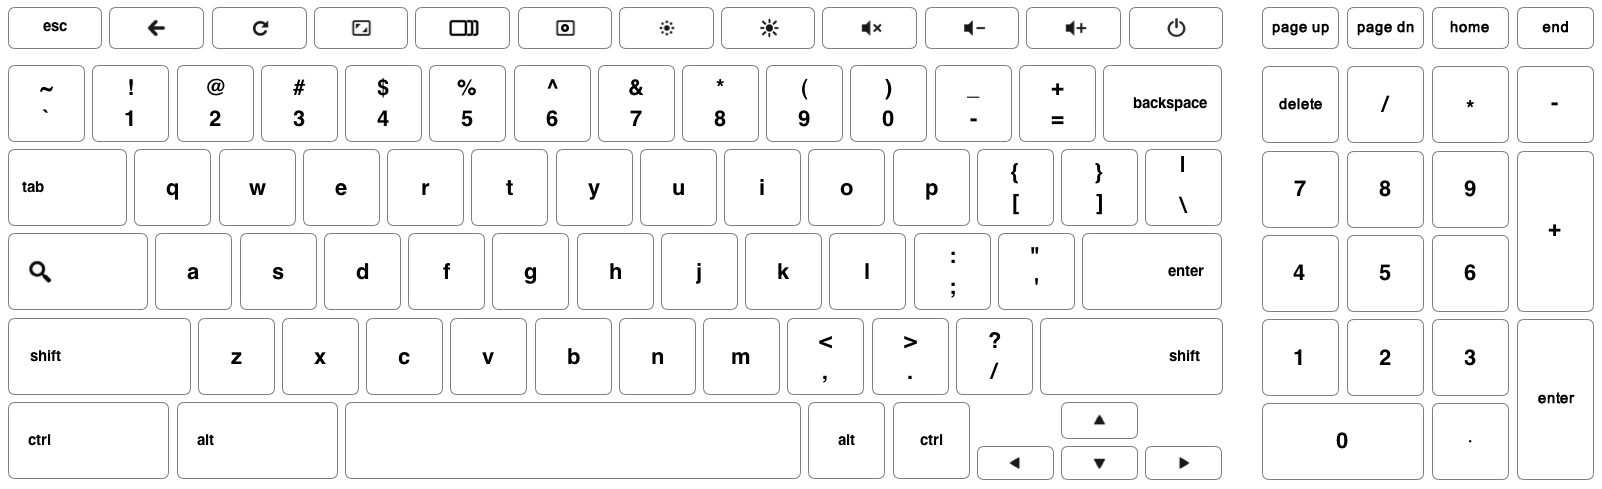 esc page up page dn home end
~ ! @ # $ % ^ & * ( ) _ +
` 1 2 3 4 5 6 7 8 9 0 - = backspace delete / * -
tab q w e r t y u i o p { [ } ] | \ 7 8 9 +
a s d f g h j k l : ; " ' enter 4 5 6
shift z x c v b n m < , > . ? / shift 1 2 3 enter
ctrl alt alt ctrl 0 .